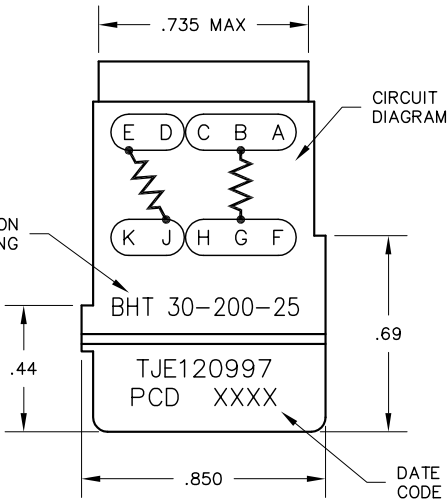 .735 MAX
CIRCUIT
DIAGRAM
E D C B A
K J H G F
ON
NG
BHT 30-200-25
.69
.44
TJE120997
PCD XXXX
.850
DATE
CODE